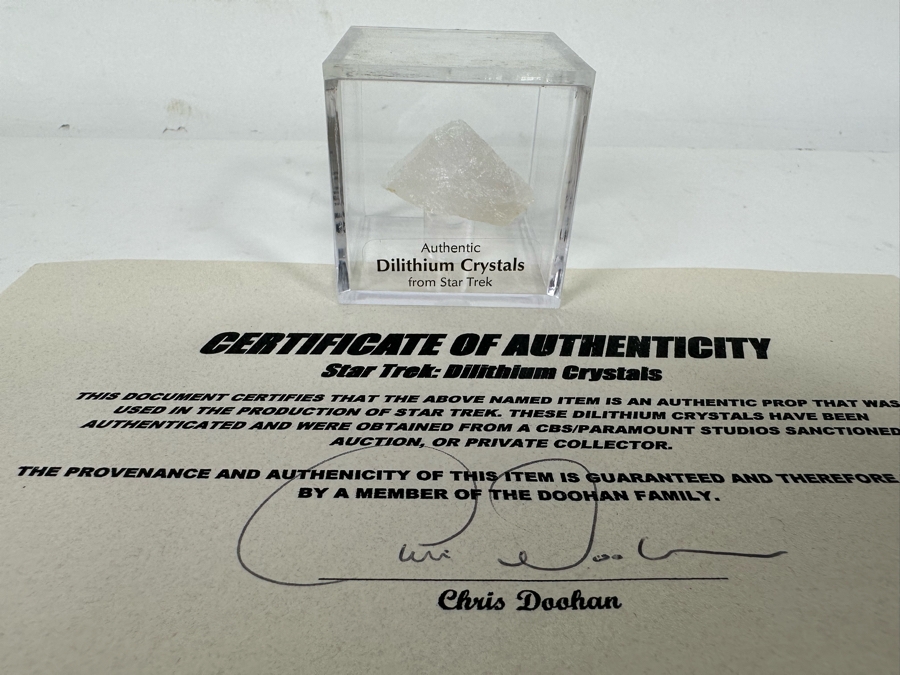 Authentic
Dilithium Crystals
from Star Trek
CERTIFICATE OF AUTHENTICITY
Star Trek: Dilithium Crystals
THIS DOCUMENT CERTIFIES THAT THE ABOVE NAMED ITEM IS AN AUTHENTIC PROP THAT WAS
USED IN THE PRODUCTION OF STAR TREK. THESE DILITHIUM CRYSTALS HAVE BEEN
AUTHENTICATED AND WERE OBTAINED FROM A CBS/PARAMOUNT STUDIOS SANCTIONED
AUCTION, OR PRIVATE COLLECTOR.
THE PROVENANCE AND AUTHENICITY OF THIS ITEM IS GUARANTEED AND THEREFORE
BY A MEMBER OF THE DOOHAN FAMILY.
Chris Doohan
Chris Doohan